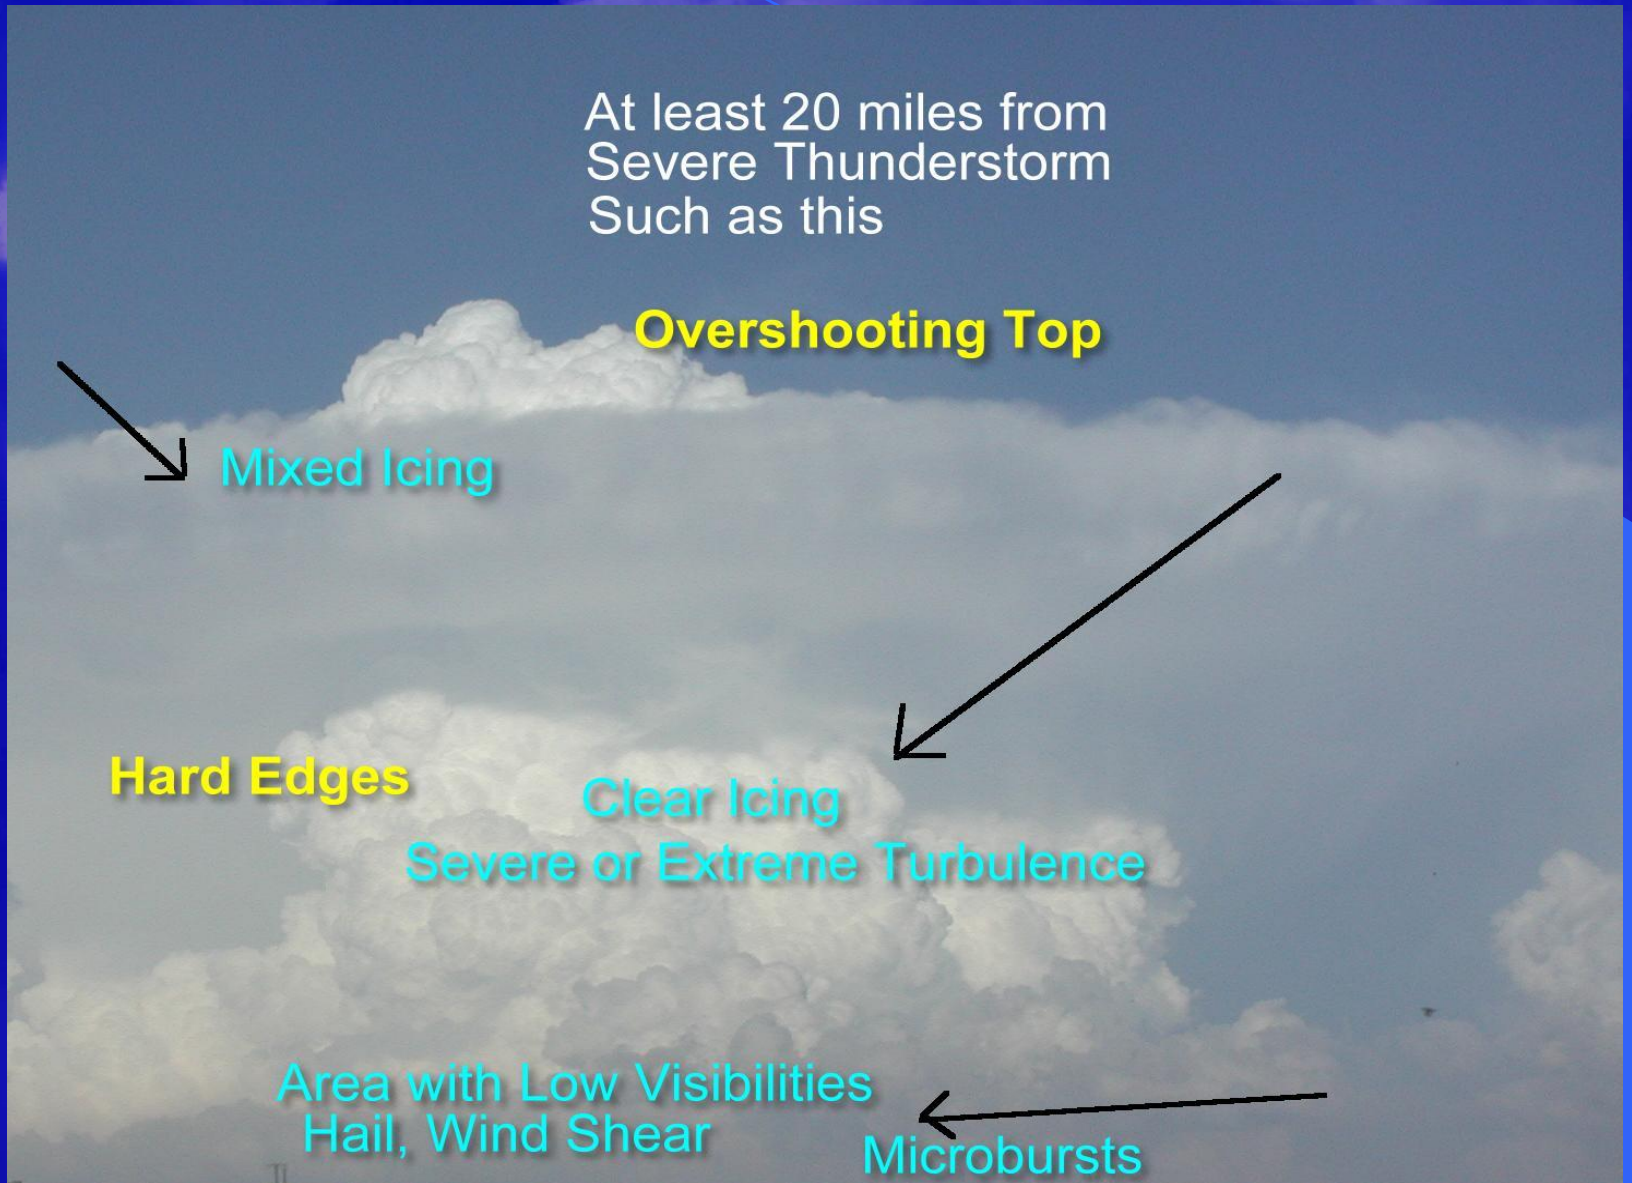 At least 20 miles from
Severe Thunderstorm
Such as this
Overshooting Top
Mixed Icing
Hard Edges
Clear Icing
Severe or Extreme Turbulence
Area with Low Visibilities
Hail, Wind Shear
Microbursts